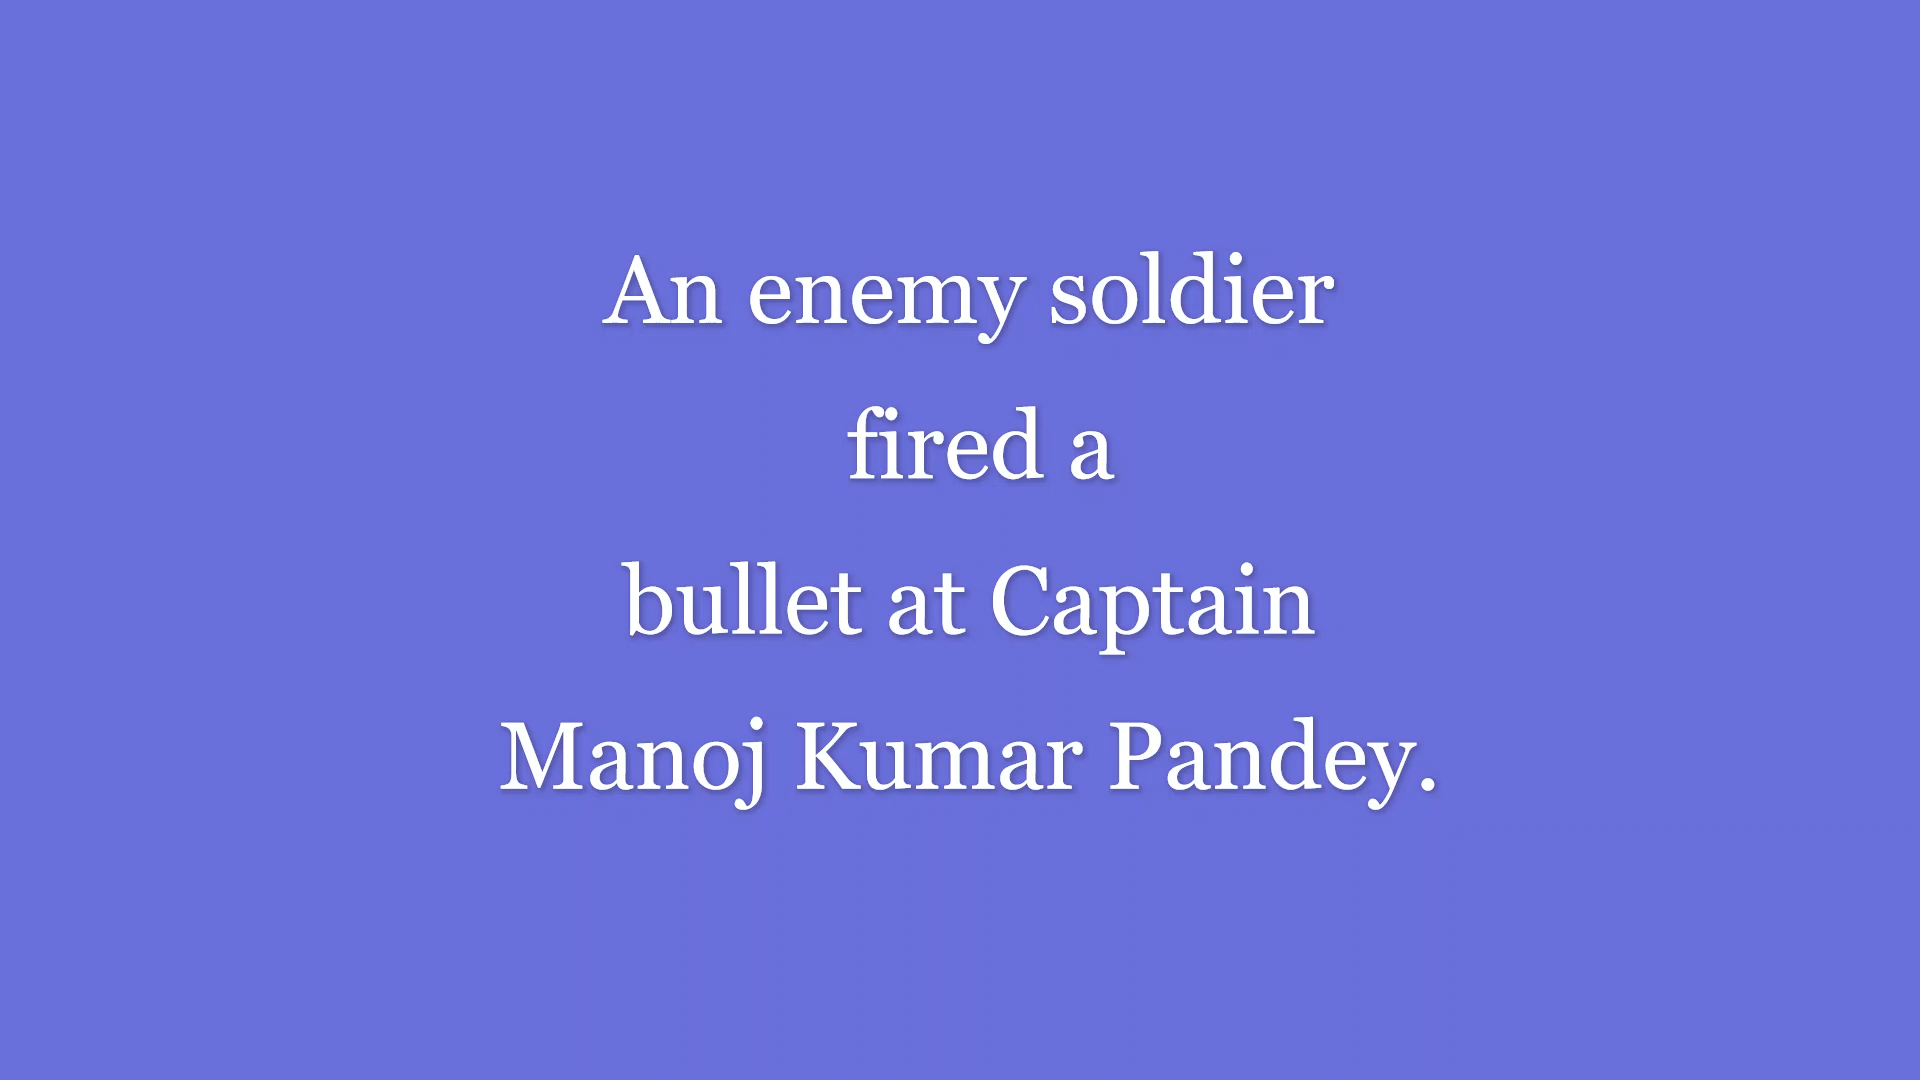 An enemy soldier
fired a
bullet at Captain
Manoj Kumar Pandey.